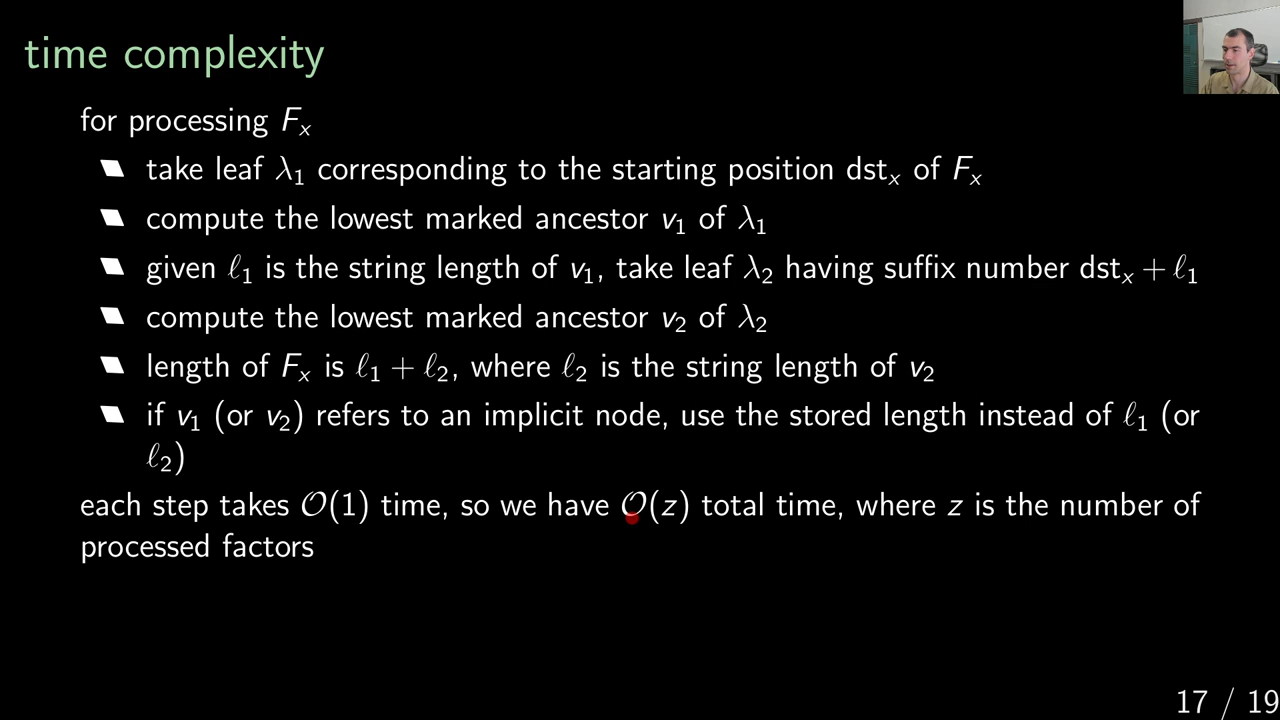 time complexity
for processing Fₓ
take leaf λ₁ corresponding to the starting position dstₓ of Fₓ
compute the lowest marked ancestor v₁ of λ₁
given ℓ₁ is the string length of v₁, take leaf λ₂ having suffix number dstₓ + ℓ₁
compute the lowest marked ancestor v₂ of λ₂
length of Fₓ is ℓ₁ + ℓ₂, where ℓ₂ is the string length of v₂
if v₁ (or v₂) refers to an implicit node, use the stored length instead of ℓ₁ (or
ℓ₂)
each step takes 𝒪(1) time, so we have 𝒪(z) total time, where z is the number of
processed factors
17 / 19